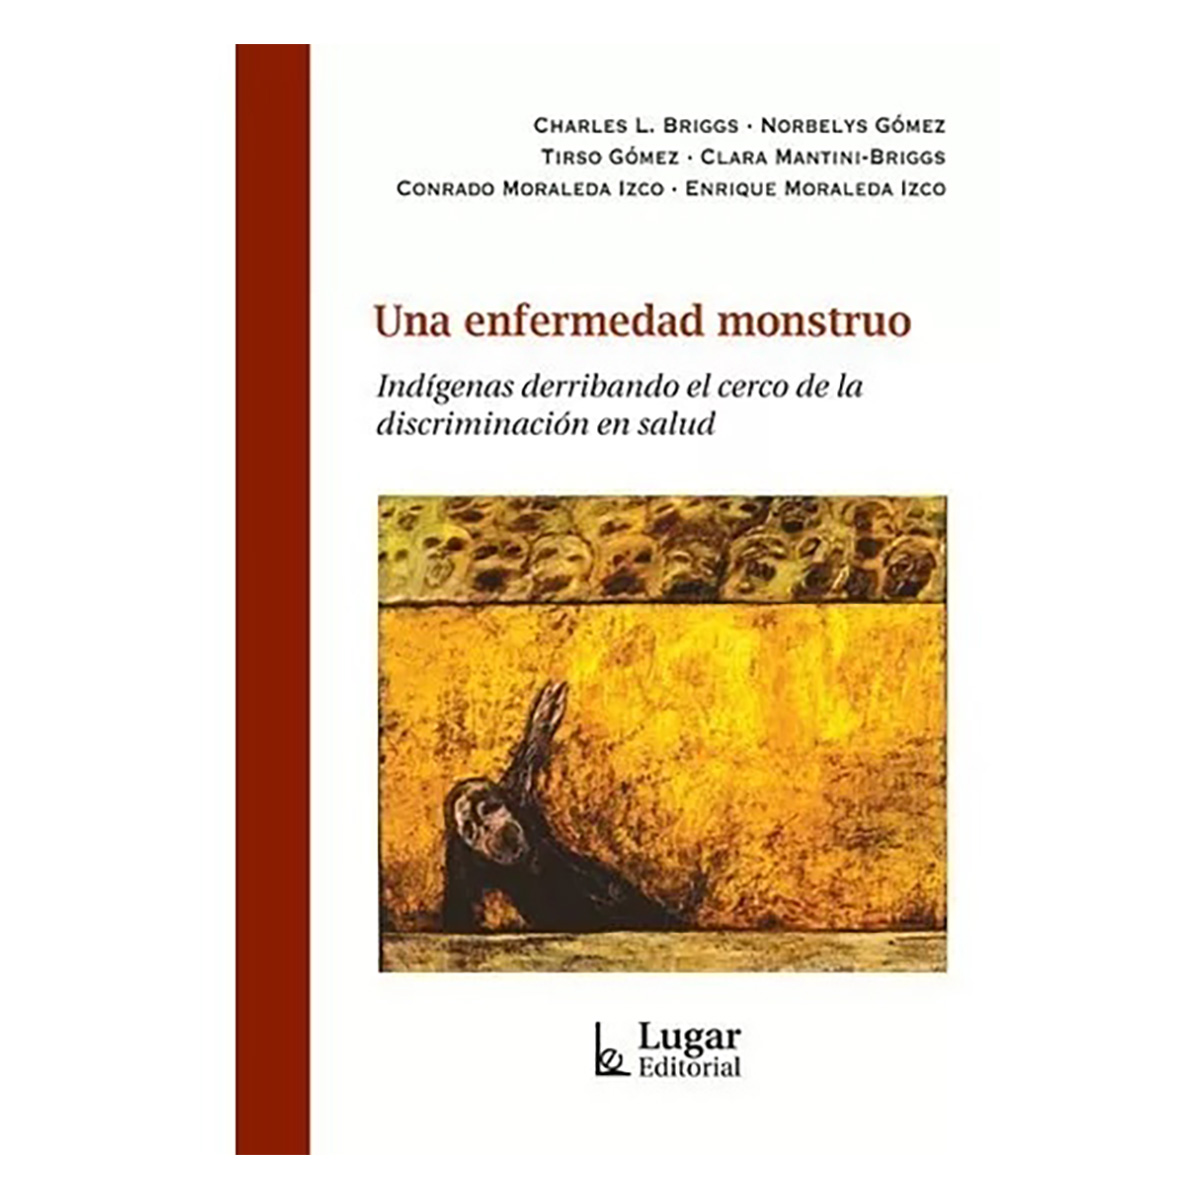 CHARLES L. BRIGGS · NORBELYS GÓMEZ
TIRSO GÓMEZ · CLARA MANTINI-BRIGGS
CONRADO MORALEDA IZCO · ENRIQUE MORALEDA IZCO
Una enfermedad monstruo
Indígenas derribando el cerco de la
discriminación en salud
Le Lugar
Editorial